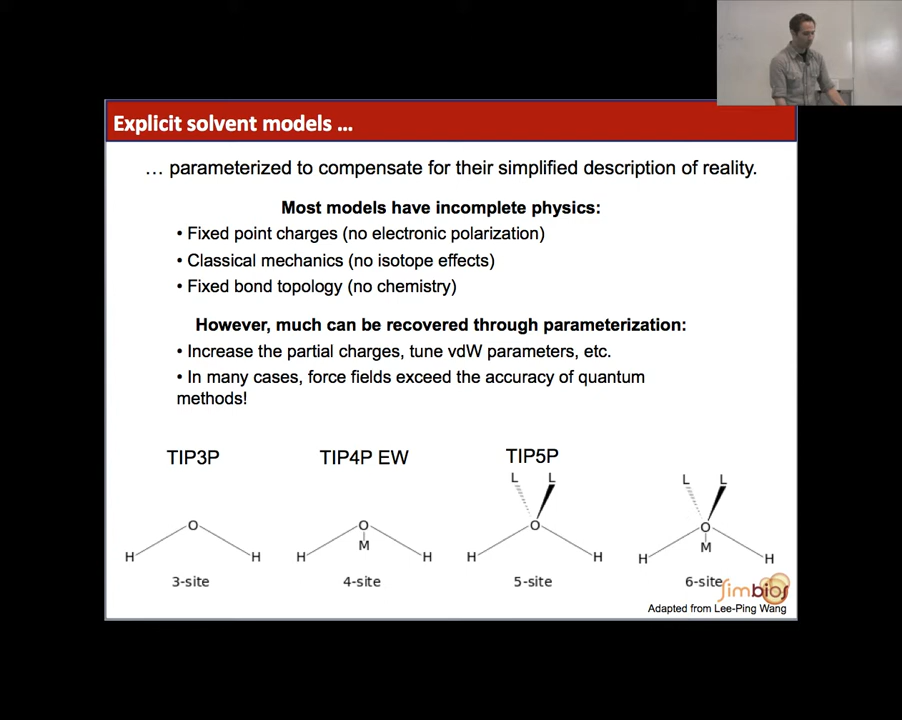 Explicit solvent models ...
... parameterized to compensate for their simplified description of reality.
Most models have incomplete physics:
• Fixed point charges (no electronic polarization)
• Classical mechanics (no isotope effects)
• Fixed bond topology (no chemistry)
However, much can be recovered through parameterization:
• Increase the partial charges, tune vdW parameters, etc.
• In many cases, force fields exceed the accuracy of quantum
methods!
TIP3P TIP4P EW TIP5P
L L L L
O O O O
M M
H H H H H H H H
3-site 4-site 5-site 6-site
Simbios
Adapted from Lee-Ping Wang